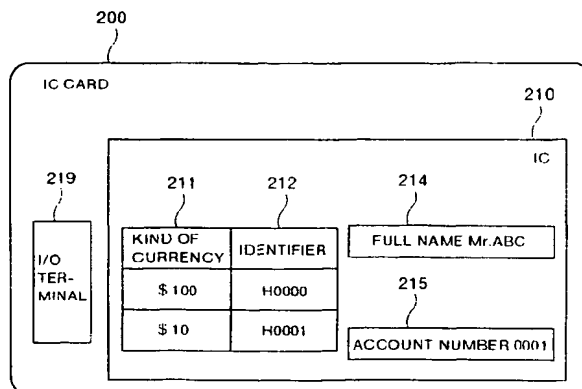 200
IC CARD
210
IC
219
211
212
214
I/O
TER-
MINAL
KIND OF
CURRENCY
IDENTIFIER
$ 100
H0000
$ 10
H0001
FULL NAME Mr.ABC
215
ACCOUNT NUMBER 0001